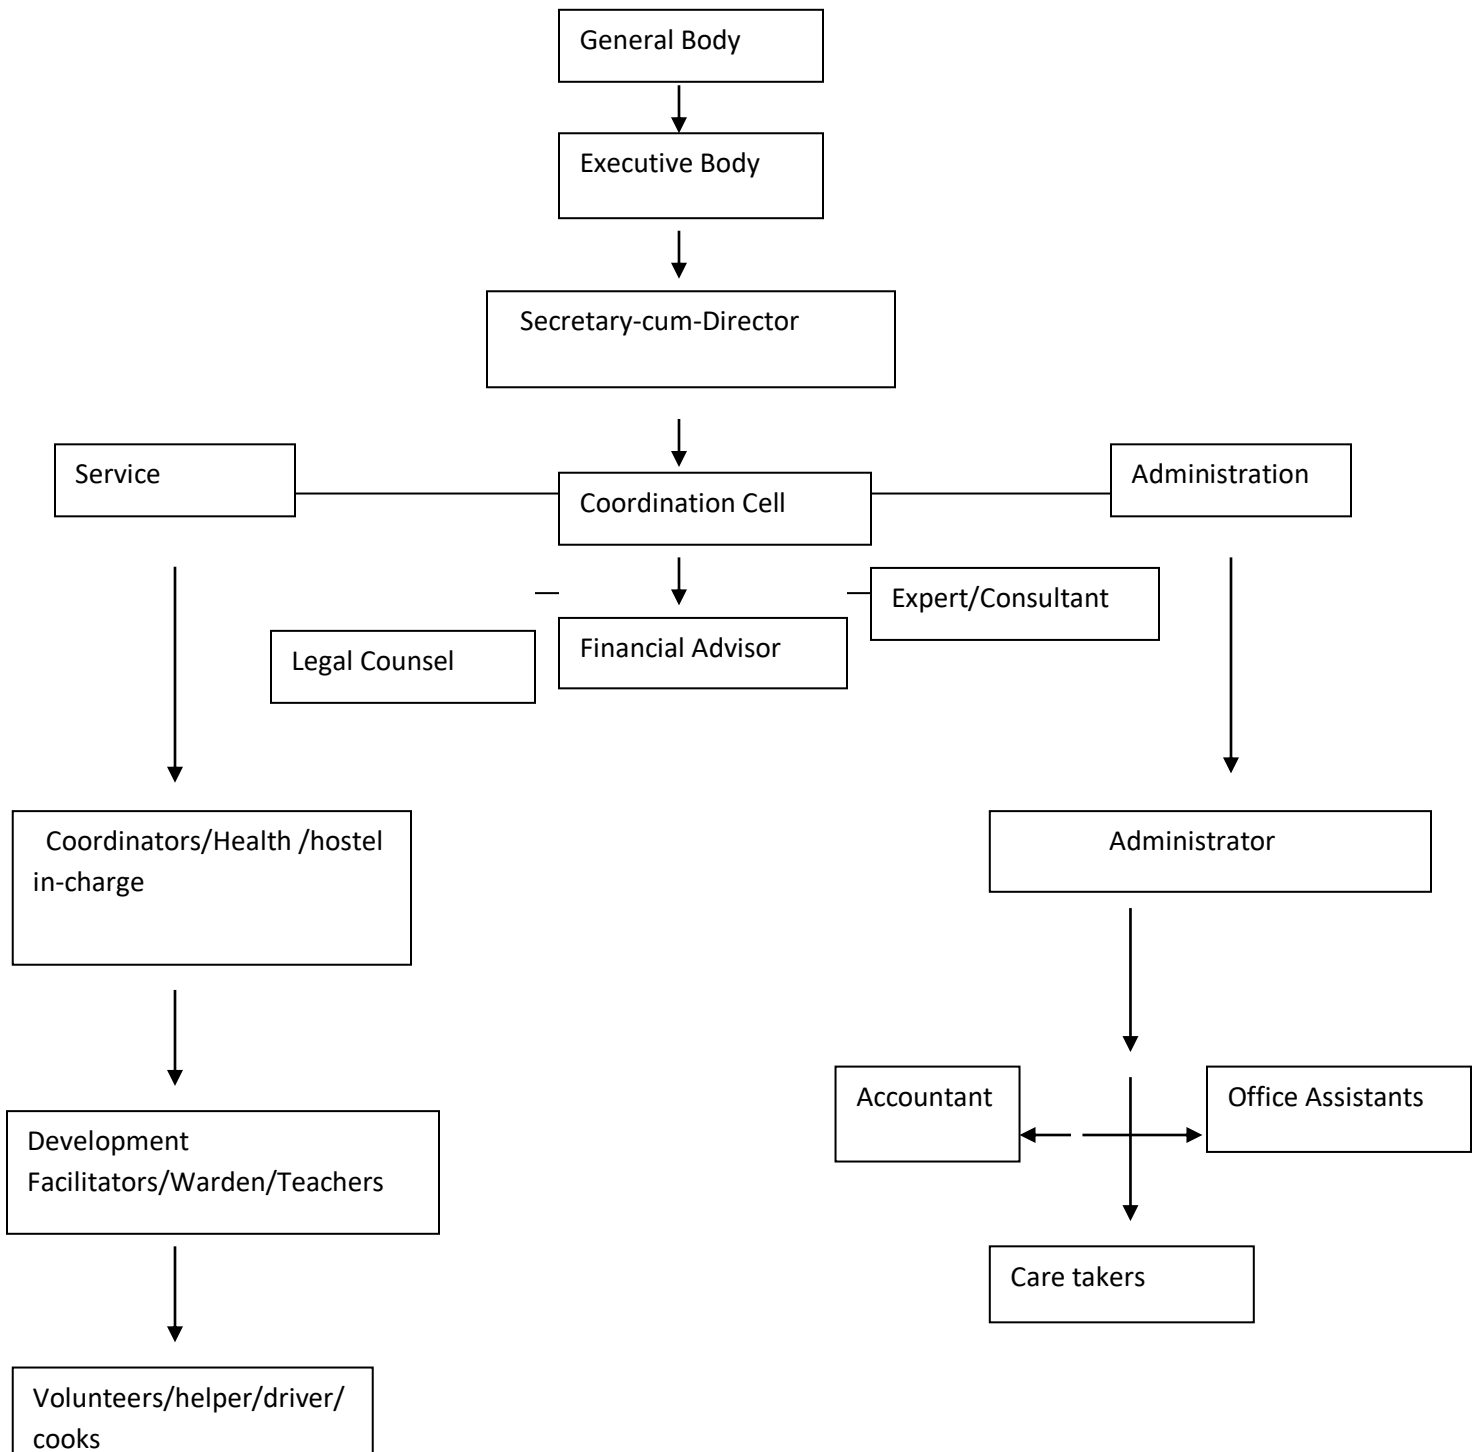 General Body
Executive Body
Secretary-cum-Director
Service
Coordination Cell
Administration
Legal Counsel
Financial Advisor
Expert/Consultant
Coordinators/Health /hostel
in-charge
Administrator
Development
Facilitators/Warden/Teachers
Accountant
Office Assistants
Care takers
Volunteers/helper/driver/
cooks